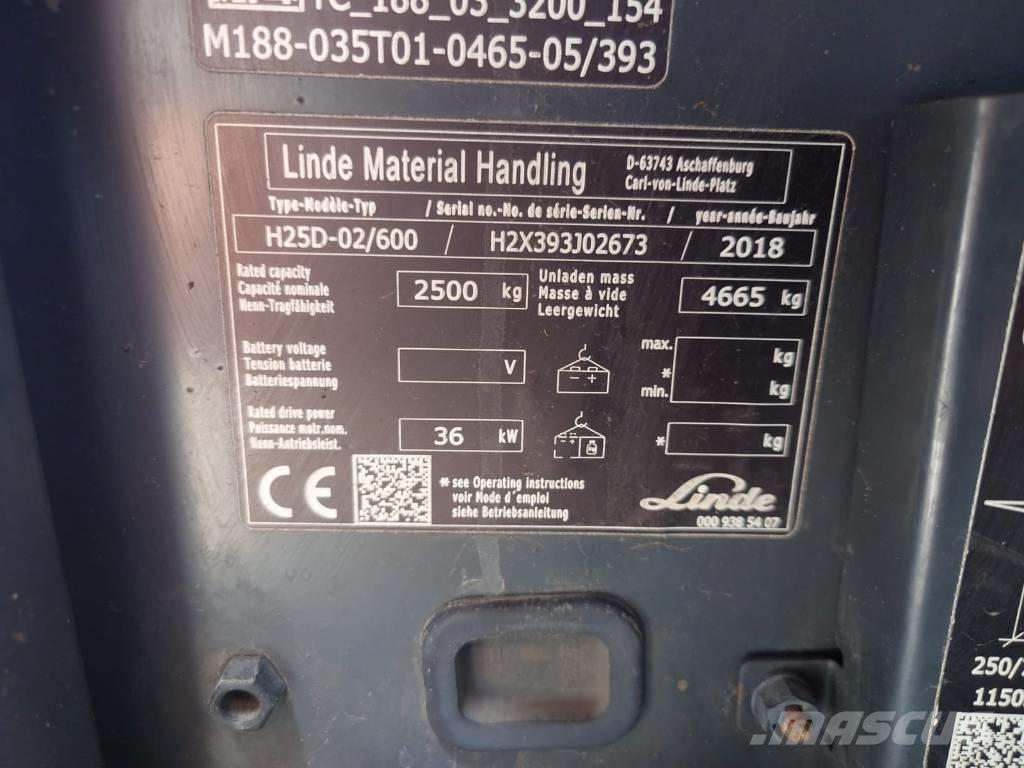 TC_188_03_3200_154
M188-035T01-0465-05/393
Linde Material Handling
D-63743 Aschaffenburg
Carl-von-Linde-Platz
Type-Modèle-Typ / Serial no.-No. de série-Serien-Nr. / year-année-Baujahr
H25D-02/600 / H2X393J02673 / 2018
Rated capacity
Capacité nominale
Nenn-Tragfähigkeit
2500 kg
Unladen mass
Masse à vide
Leergewicht
4665 kg
Battery voltage
Tension batterie
Batteriespannung
V
- +
max.
*
min.
kg
kg
Rated drive power
Puissance motr.nom.
Nenn-Antriebsleist.
36 kW
- +
kg
* kg
CE
* see Operating instructions
voir Mode d'emploi
siehe Betriebsanleitung
Linde
000 938 54 07
250/
1150
MASCUS